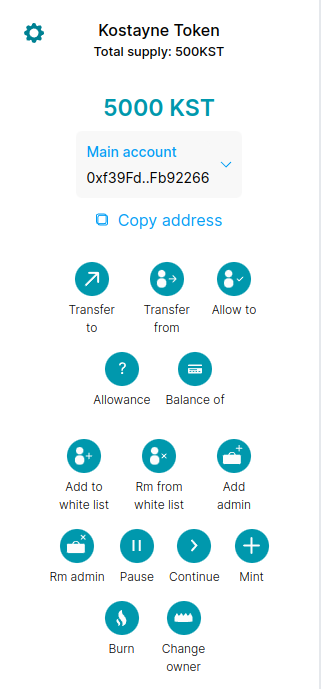 Kostayne Token
Total supply: 500KST
5000 KST
Main account
0xf39Fd..Fb92266
Copy address
Transfer to
Transfer from
Allow to
Allowance
Balance of
Add to white list
Rm from white list
Add admin
Rm admin
Pause
Continue
Mint
Burn
Change owner